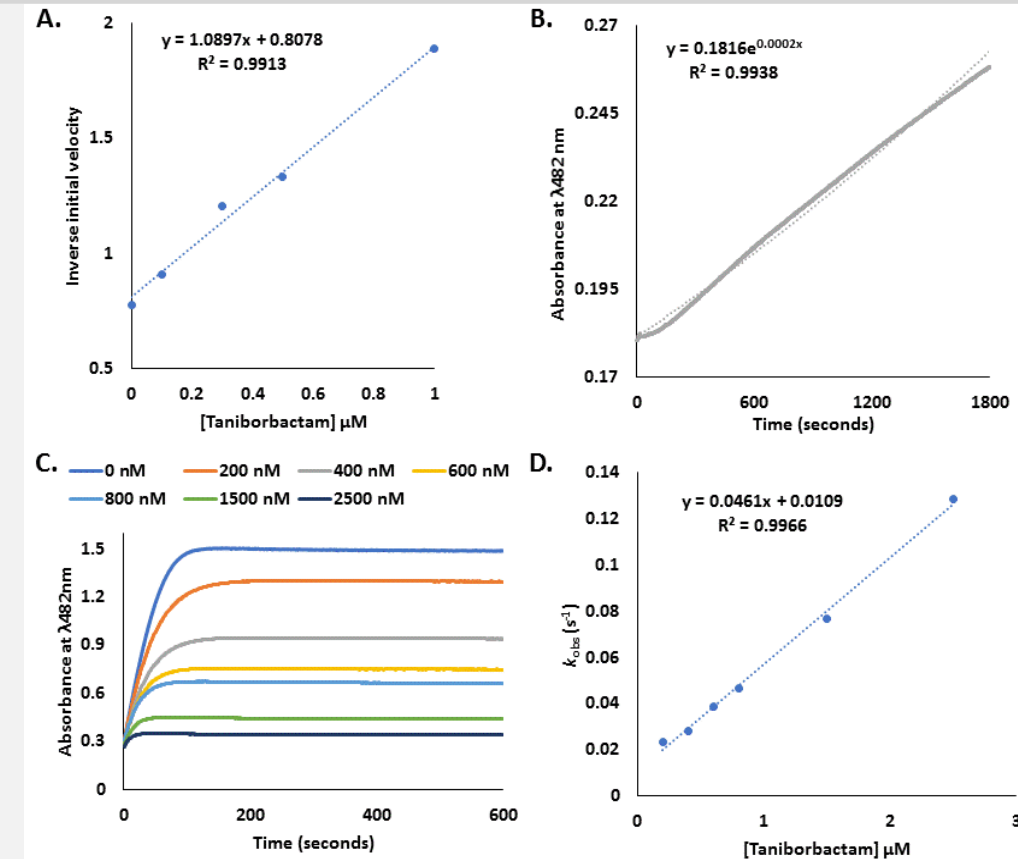 A.
y = 1.0897x + 0.8078
R² = 0.9913
Inverse initial velocity
2
1.5
1
0.5
0 0.2 0.4 0.6 0.8 1
[Taniborbactam] µM
B.
y = 0.1816e^0.0002x
R² = 0.9938
Absorbance at λ482 nm
0.27
0.245
0.22
0.195
0.17
0 600 1200 1800
Time (seconds)
C.
0 nM 200 nM 400 nM 600 nM
800 nM 1500 nM 2500 nM
Absorbance at λ482nm
1.5
1.2
0.9
0.6
0.3
0
0 200 400 600
Time (seconds)
D.
y = 0.0461x + 0.0109
R² = 0.9966
kobs (s⁻¹)
0.14
0.12
0.1
0.08
0.06
0.04
0.02
0
0 1 2 3
[Taniborbactam] µM